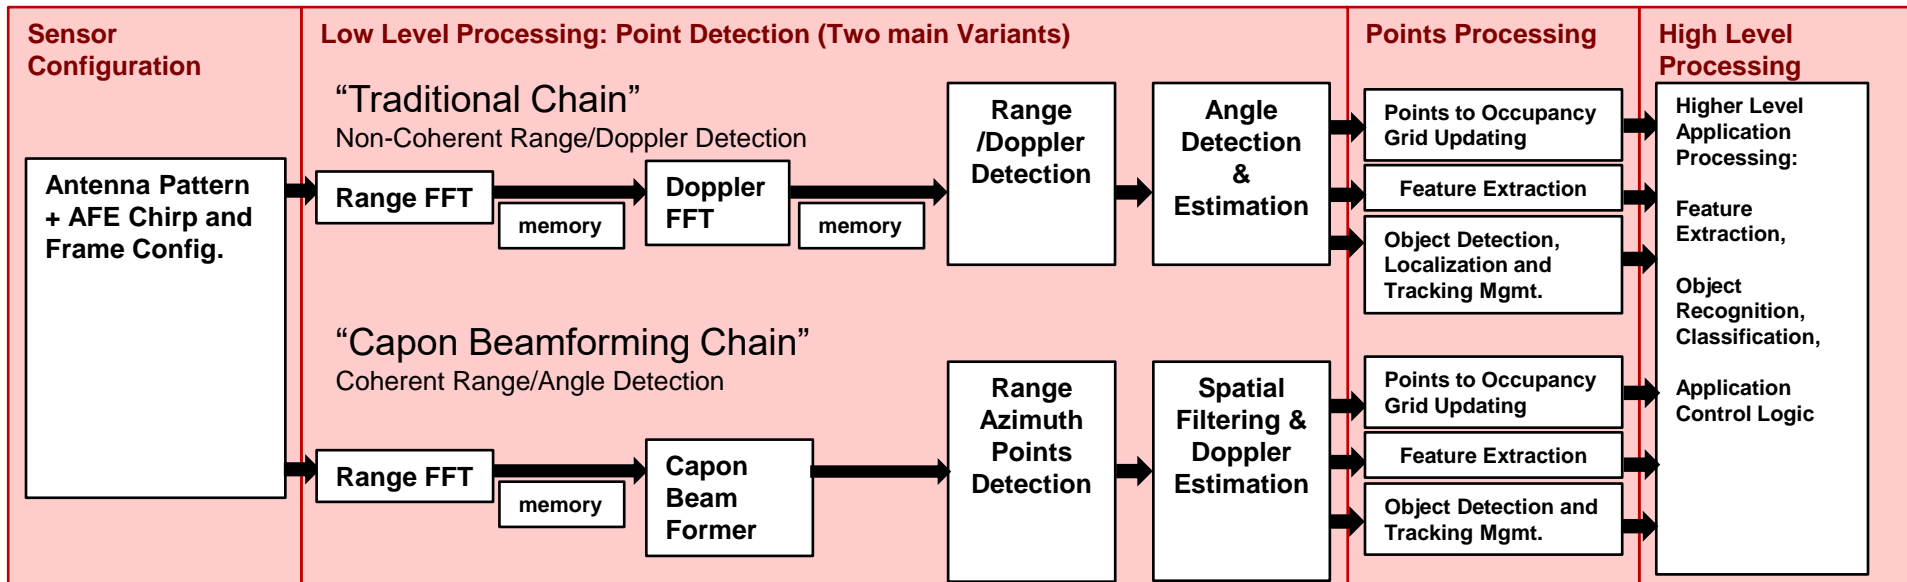 Sensor
Configuration
Low Level Processing: Point Detection (Two main Variants)
Points Processing
High Level
Processing
Antenna Pattern
+ AFE Chirp and
Frame Config.
“Traditional Chain”
Non-Coherent Range/Doppler Detection
Range FFT
memory
Doppler
FFT
memory
Range
/Doppler
Detection
Angle
Detection
&
Estimation
Points to Occupancy
Grid Updating
Feature Extraction
Object Detection,
Localization and
Tracking Mgmt.
“Capon Beamforming Chain”
Coherent Range/Angle Detection
Range FFT
memory
Capon
Beam
Former
Range
Azimuth
Points
Detection
Spatial
Filtering &
Doppler
Estimation
Points to Occupancy
Grid Updating
Feature Extraction
Object Detection and
Tracking Mgmt.
Higher Level
Application
Processing:
Feature
Extraction,
Object
Recognition,
Classification,
Application
Control Logic